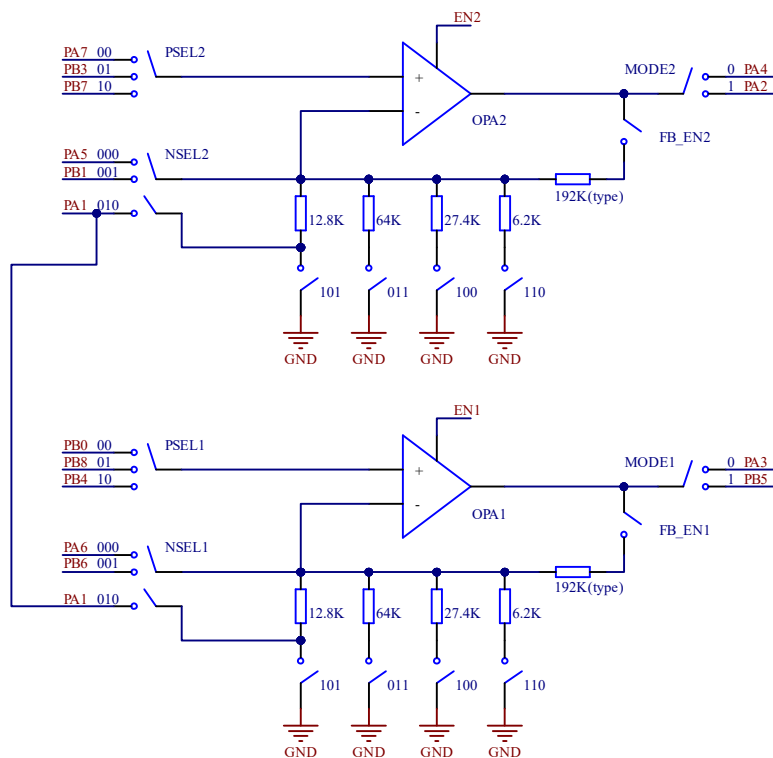 EN2
PA7 00 PSEL2
PB3 01
PB7 10
+
-
OPA2
MODE2
0 PA4
1 PA2
FB_EN2
PA5 000 NSEL2
PB1 001
PA1 010
192K(type)
12.8K 64K 27.4K 6.2K
101 011 100 110
GND GND GND GND
EN1
PB0 00 PSEL1
PB8 01
PB4 10
+
-
OPA1
MODE1
0 PA3
1 PB5
FB_EN1
PA6 000 NSEL1
PB6 001
PA1 010
192K(type)
12.8K 64K 27.4K 6.2K
101 011 100 110
GND GND GND GND